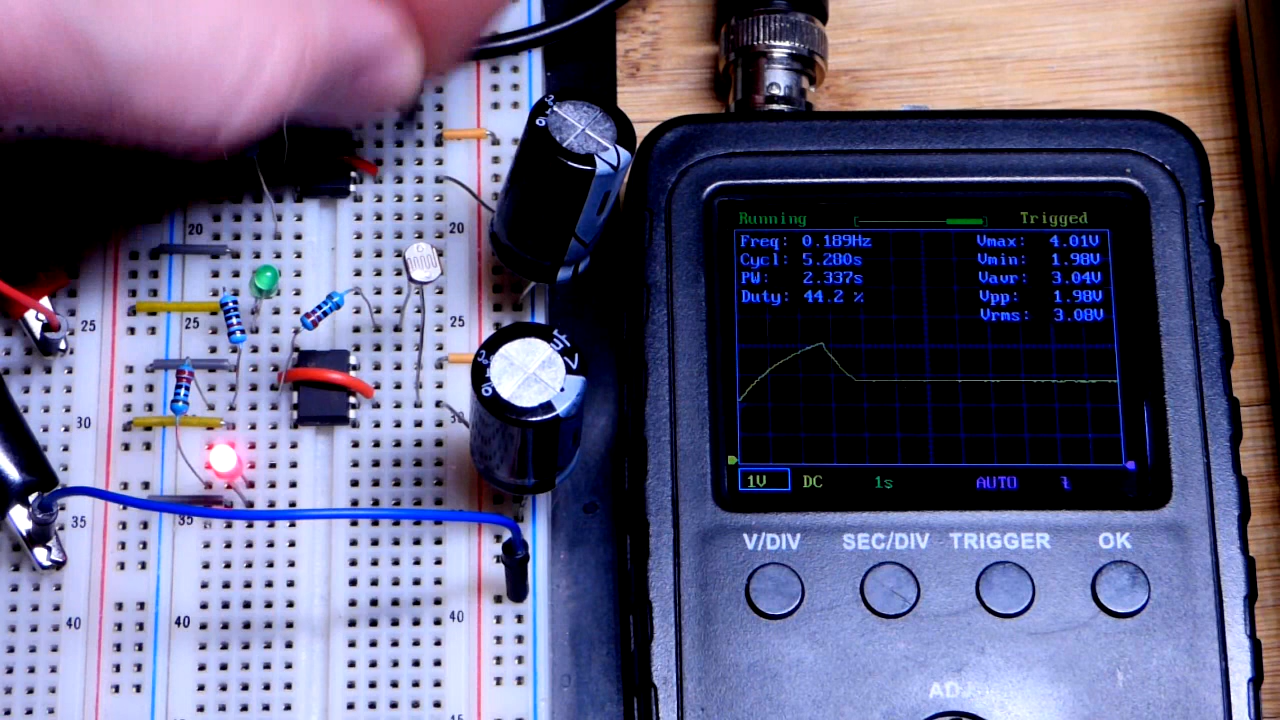 Running Trigged
Freq: 0.189Hz Vmax: 4.01V
Cycl: 5.280s Vmin: 1.98V
PW: 2.337s Vavr: 3.04V
Duty: 44.2 % Vpp: 1.98V
Vrms: 3.08V
1V DC 1s AUTO
V/DIV SEC/DIV TRIGGER OK
20 20
25 25
30 30
35 35
40 40 40